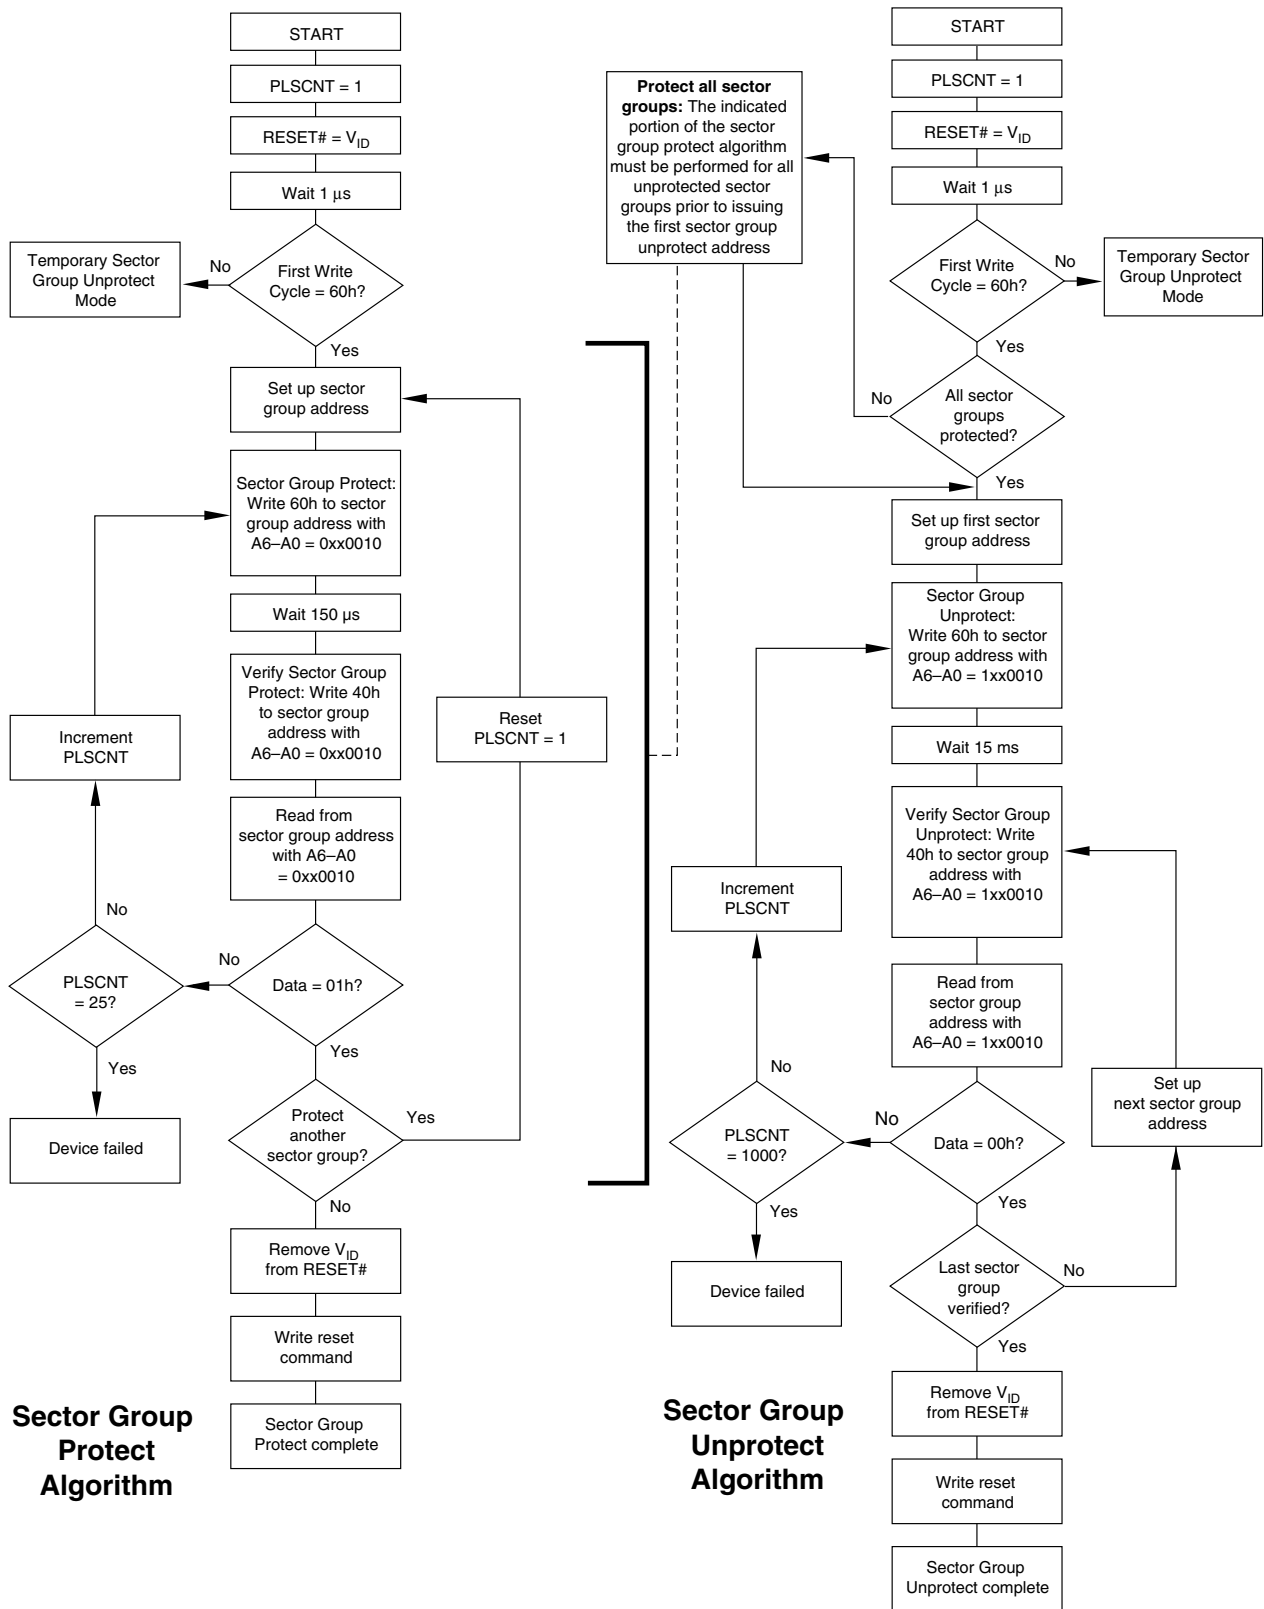 START
PLSCNT = 1
RESET# = VID
Wait 1 μs
First Write
Cycle = 60h?
No
Temporary Sector
Group Unprotect
Mode
Yes
Set up sector
group address
Sector Group Protect:
Write 60h to sector
group address with
A6–A0 = 0xx0010
Wait 150 µs
Verify Sector Group
Protect: Write 40h
to sector group
address with
A6–A0 = 0xx0010
Read from
sector group address
with A6–A0
= 0xx0010
Data = 01h?
No
PLSCNT
= 25?
No
Increment
PLSCNT
Yes
Device failed
Yes
Protect
another
sector group?
Yes
Reset
PLSCNT = 1
No
Remove VID
from RESET#
Write reset
command
Sector Group
Protect complete
Sector Group
Protect
Algorithm
Protect all sector
groups: The indicated
portion of the sector
group protect algorithm
must be performed for all
unprotected sector
groups prior to issuing
the first sector group
unprotect address
START
PLSCNT = 1
RESET# = VID
Wait 1 μs
First Write
Cycle = 60h?
No
Temporary Sector
Group Unprotect
Mode
Yes
All sector
groups
protected?
No
Yes
Set up first sector
group address
Sector Group
Unprotect:
Write 60h to sector
group address with
A6–A0 = 1xx0010
Wait 15 ms
Verify Sector Group
Unprotect: Write
40h to sector group
address with
A6–A0 = 1xx0010
Read from
sector group
address with
A6–A0 = 1xx0010
Data = 00h?
No
PLSCNT
= 1000?
No
Increment
PLSCNT
Yes
Device failed
Yes
Last sector
group
verified?
No
Set up
next sector group
address
Yes
Remove VID
from RESET#
Write reset
command
Sector Group
Unprotect complete
Sector Group
Unprotect
Algorithm